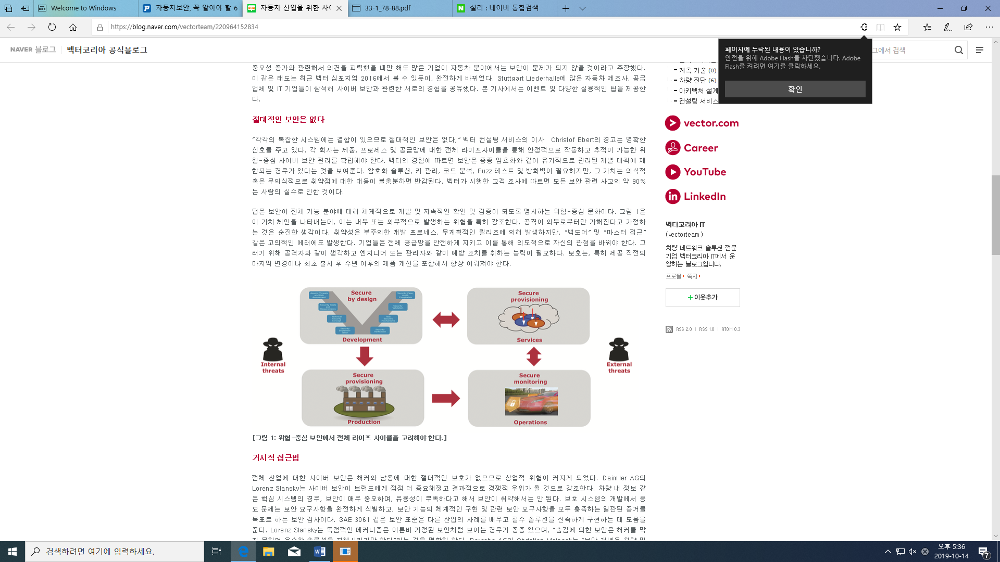 Welcome to Windows
자동차보안, 꼭 알아야 할 6
자동차 산업을 위한 사이
33-1_78-88.pdf
설리 : 네이버 통합검색
https://blog.naver.com/vectorteam/220964152834
NAVER 블로그
벡터코리아 공식블로그
그에서 검색
페이지에 누락된 내용이 있습니까?
안전을 위해 Adobe Flash를 차단했습니다. Adobe
Flash를 켜려면 여기를 클릭하세요.
확인
중요성 증가와 관련해서 의견을 피력했을 때만 해도 많은 기업이 자동차 분야에서는 보안이 문제가 되지 않을 것이라고 주장했다.
이 같은 태도는 최근 벡터 심포지엄 2016에서 볼 수 있듯이, 완전하게 바뀌었다. Stuttgart Liederhalle에 많은 자동차 제조사, 공급
업체 및 IT 기업들이 참석해 사이버 보안과 관련한 서로의 경험을 공유했다. 본 기사에서는 이벤트 및 다양한 실용적인 팁을 제공한
다.
절대적인 보안은 없다
“각각의 복잡한 시스템에는 결함이 있으므로 절대적인 보안은 없다,” 벡터 컨설팅 서비스의 이사 Christof Ebert의 경고는 명확한
신호를 주고 있다. 각 회사는 제품, 프로세스 및 공급망에 대한 전체 라이프사이클을 통해 안정적으로 작동하고 추적이 가능한 위
험-중심 사이버 보안 관리를 확립해야 한다. 벡터의 경험에 따르면 보안은 종종 암호화와 같이 유기적으로 관리된 개별 대책에 제
한되는 경우가 있다는 것을 보여준다. 암호화 솔루션, 키 관리, 코드 분석, Fuzz 테스트 및 방화벽이 필요하지만, 그 가치는 의식적
혹은 무의식적으로 취약점에 대한 대응이 불충분하면 반감된다. 벡터가 시행한 고객 조사에 따르면 모든 보안 관련 사고의 약 90%
는 사람의 실수로 인한 것이다.
답은 보안이 전체 기능 분야에 대해 체계적으로 개발 및 지속적인 확인 및 검증이 되도록 명시하는 위험-중심 문화이다. 그림 1은
이 가치 체인을 나타내는데, 이는 내부 또는 외부적으로 발생하는 위험을 특히 강조한다. 공격이 외부로부터만 가해진다고 가정하
는 것은 순진한 생각이다. 취약성은 부주의한 개발 프로세스, 무계획적인 릴리즈에 의해 발생하지만, “백도어” 및 “마스터 접근”
같은 고의적인 에러에도 발생한다. 기업들은 전체 공급망을 안전하게 지키고 이를 통해 의도적으로 자신의 관점을 바꿔야 한다. 그
러기 위해 공격자와 같이 생각하고 엔지니어 또는 관리자와 같이 예방 조치를 취하는 능력이 필요하다. 보호는, 특히 제공 직전의
마지막 변경이나 최초 출시 후 수년 이후의 제품 개선을 포함해서 항상 이뤄져야 한다.
Secure
by design
Assets, Threats
and Risk
Assessment
Security Goals
and
Requirements
Technical
Security
Concept
Security
Security Case,
Audit,
Compliance
Security
Validation
Test
Security
Mechanisms
Security
Verification
Development
Secure
provisioning
Services
Internal
threats
External
threats
Secure
provisioning
Production
Secure
monitoring
Operations
[그림 1: 위험-중심 보안에서 전체 라이프 사이클을 고려해야 한다.]
거시적 접근법
전체 산업에 대한 사이버 보안은 해커와 남용에 대한 절대적인 보호가 없으므로 상업적 위험이 커지게 되었다. Daimler AG의
Lorenz Slansky는 사이버 보안이 브랜드에게 점점 더 중요해졌고 결과적으로 경쟁적 우위가 될 것으로 강조한다. 차량 내 정보 같
은 핵심 시스템의 경우, 보안이 매우 중요하며, 유용성이 부족하다고 해서 보안이 취약해서는 안 된다. 보호 시스템의 개발에서 중
요 문제는 보안 요구사항을 완전하게 식별하고, 보안 기능의 체계적인 구현 및 관련 보안 요구사항을 모두 충족하는 일관된 증거를
목표로 하는 보안 검사이다. SAE 3061 같은 보안 표준은 다른 산업의 사례를 배우고 필수 솔루션을 신속하게 구현하는 데 도움을
준다. Lorenz Slansky는 독점적인 메커니즘은 이른바 가정된 보안처럼 보이는 경우가 종종 있으며, “숨김에 의한 보안은 해커를 막
계측 기술 (0)
차량 진단 (6)
아키텍처 설계
컨설팅 서비스
vector.com
Career
YouTube
LinkedIn
벡터코리아 IT
(vectorteam)
차량 네트워크 솔루션 전문
기업 벡터코리아 IT에서 운
영하는 블로그입니다.
프로필 쪽지
+ 이웃추가
RSS 2.0 | RSS 1.0 | ATOM 0.3
검색하려면 여기에 입력하세요.
오후 5:36
2019-10-14
7